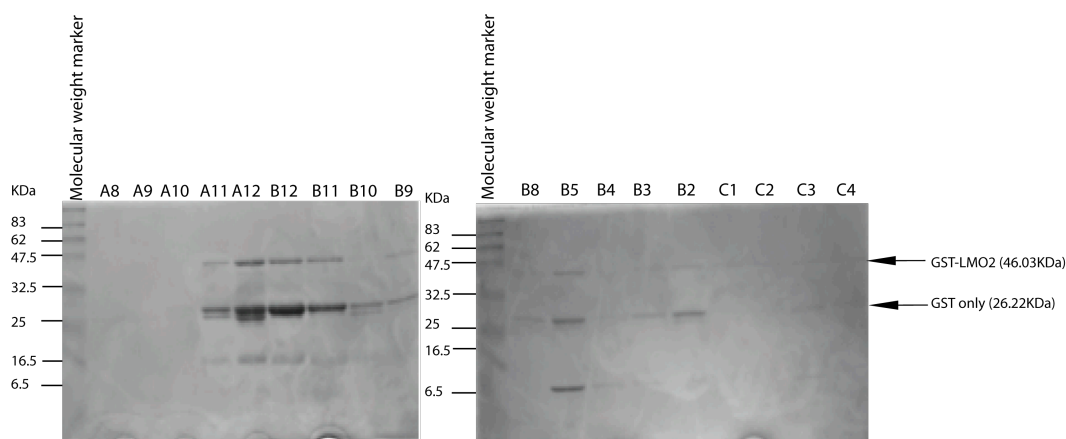 Molecular weight marker
KDa
A8 A9 A10 A11 A12 B12 B11 B10 B9
83
62
47.5
32.5
25
16.5
6.5
Molecular weight marker
KDa
B8 B5 B4 B3 B2 C1 C2 C3 C4
83
62
47.5
32.5
25
16.5
6.5
GST-LMO2 (46.03KDa)
GST only (26.22KDa)